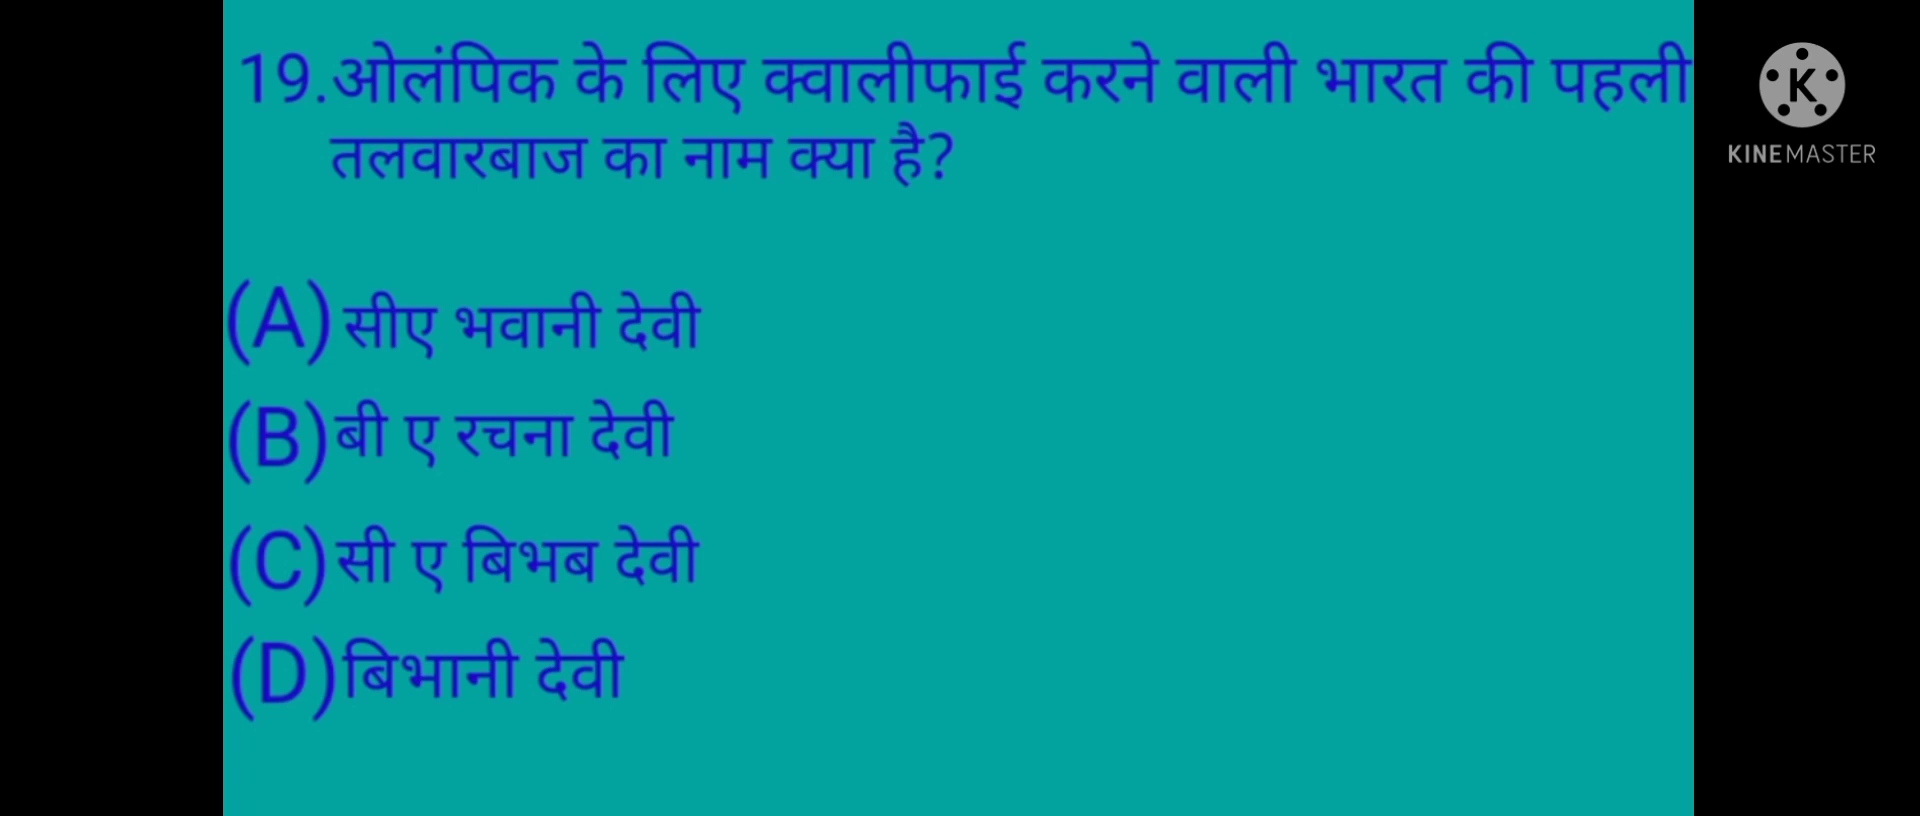 19.ओलंपिक के लिए क्वालीफाई करने वाली भारत की पहली
तलवारबाज का नाम क्या है?
(A) सीए भवानी देवी
(B) बी ए रचना देवी
(C) सी ए बिभब देवी
(D) बिभानी देवी
K
KINEMASTER